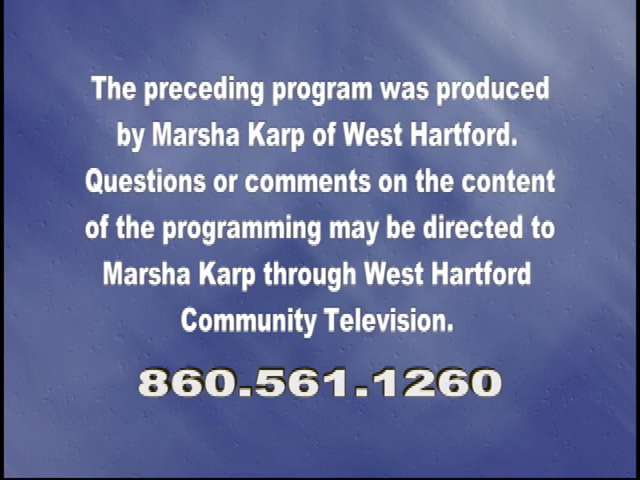 The preceding program was produced
by Marsha Karp of West Hartford.
Questions or comments on the content
of the programming may be directed to
Marsha Karp through West Hartford
Community Television.
860.561.1260